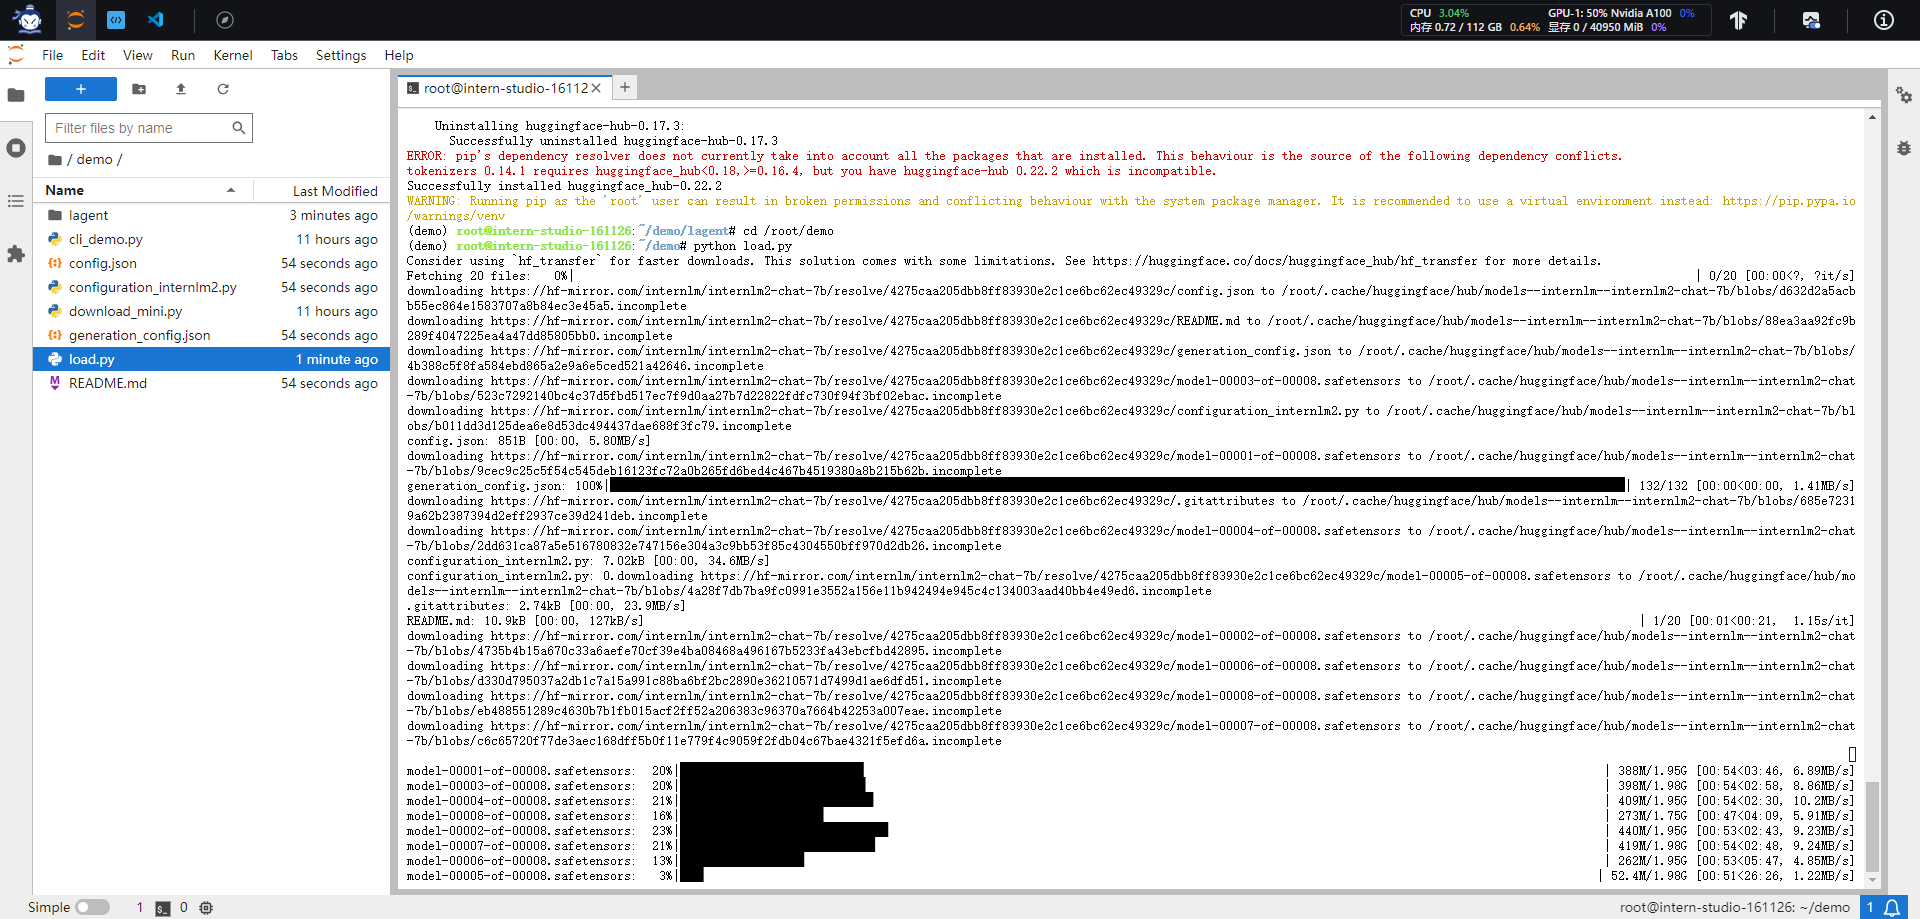 CPU 3.04%
内存 0.72 / 112 GB 0.64%
GPU-1: 50% Nvidia A100 0%
显存 0 / 40950 MiB 0%
File Edit View Run Kernel Tabs Settings Help
+
Filter files by name
/ demo /
Name Last Modified
lagent 3 minutes ago
cli_demo.py 11 hours ago
config.json 54 seconds ago
configuration_internlm2.py 54 seconds ago
download_mini.py 11 hours ago
generation_config.json 54 seconds ago
load.py 1 minute ago
README.md 54 seconds ago
root@intern-studio-16112
Uninstalling huggingface-hub-0.17.3:
Successfully uninstalled huggingface-hub-0.17.3
ERROR: pip's dependency resolver does not currently take into account all the packages that are installed. This behaviour is the source of the following dependency conflicts.
tokenizers 0.14.1 requires huggingface_hub<0.18,>=0.16.4, but you have huggingface-hub 0.22.2 which is incompatible.
Successfully installed huggingface_hub-0.22.2
WARNING: Running pip as the 'root' user can result in broken permissions and conflicting behaviour with the system package manager. It is recommended to use a virtual environment instead: https://pip.pypa.io
/warnings/venv
(demo) root@intern-studio-161126:~/demo/lagent# cd /root/demo
(demo) root@intern-studio-161126:~/demo# python load.py
Consider using `hf_transfer` for faster downloads. This solution comes with some limitations. See https://huggingface.co/docs/huggingface_hub/hf_transfer for more details.
Fetching 20 files: 0%| | 0/20 [00:00<?, ?it/s]
downloading https://hf-mirror.com/internlm/internlm2-chat-7b/resolve/4275caa205dbb8ff83930e2c1ce6bc62ec49329c/config.json to /root/.cache/huggingface/hub/models--internlm--internlm2-chat-7b/blobs/d632d2a5acb
b55ec864e1583707a8b84ec3e45a5.incomplete
downloading https://hf-mirror.com/internlm/internlm2-chat-7b/resolve/4275caa205dbb8ff83930e2c1ce6bc62ec49329c/README.md to /root/.cache/huggingface/hub/models--internlm--internlm2-chat-7b/blobs/88ea3aa92fc9b
289f4047225ea4a47dd85805bb0.incomplete
downloading https://hf-mirror.com/internlm/internlm2-chat-7b/resolve/4275caa205dbb8ff83930e2c1ce6bc62ec49329c/generation_config.json to /root/.cache/huggingface/hub/models--internlm--internlm2-chat-7b/blobs/
4b388c5f8fa584ebd865a2e9a6e5ced521a42646.incomplete
downloading https://hf-mirror.com/internlm/internlm2-chat-7b/resolve/4275caa205dbb8ff83930e2c1ce6bc62ec49329c/model-00003-of-00008.safetensors to /root/.cache/huggingface/hub/models--internlm--internlm2-chat
-7b/blobs/523c7292140bc4c37d5fbd517ec7f9d0aa27b7d22822fdfc730f94f3bf02ebac.incomplete
downloading https://hf-mirror.com/internlm/internlm2-chat-7b/resolve/4275caa205dbb8ff83930e2c1ce6bc62ec49329c/configuration_internlm2.py to /root/.cache/huggingface/hub/models--internlm--internlm2-chat-7b/bl
obs/b011dd3d125dea6e8d53dc494437dae688f3fc79.incomplete
config.json: 851B [00:00, 5.80MB/s]
downloading https://hf-mirror.com/internlm/internlm2-chat-7b/resolve/4275caa205dbb8ff83930e2c1ce6bc62ec49329c/model-00001-of-00008.safetensors to /root/.cache/huggingface/hub/models--internlm--internlm2-chat
-7b/blobs/9cec9c25c5f54c545deb16123fc72a0b265fd6bed4c467b4519380a8b215b62b.incomplete
generation_config.json: 100%| | 132/132 [00:00<00:00, 1.41MB/s]
downloading https://hf-mirror.com/internlm/internlm2-chat-7b/resolve/4275caa205dbb8ff83930e2c1ce6bc62ec49329c/.gitattributes to /root/.cache/huggingface/hub/models--internlm--internlm2-chat-7b/blobs/685e7231
9a62b2387394d2eff2937ce39d241deb.incomplete
downloading https://hf-mirror.com/internlm/internlm2-chat-7b/resolve/4275caa205dbb8ff83930e2c1ce6bc62ec49329c/model-00004-of-00008.safetensors to /root/.cache/huggingface/hub/models--internlm--internlm2-chat
-7b/blobs/2dd631ca87a5e516780832e747156e304a3c9bb53f85c4304550bff970d2db26.incomplete
configuration_internlm2.py: 7.02kB [00:00, 34.6MB/s]
configuration_internlm2.py: 0.downloading https://hf-mirror.com/internlm/internlm2-chat-7b/resolve/4275caa205dbb8ff83930e2c1ce6bc62ec49329c/model-00005-of-00008.safetensors to /root/.cache/huggingface/hub/mo
dels--internlm--internlm2-chat-7b/blobs/4a28f7db7ba9fc0991e3552a156e11b942494e945c4c134003aad40bb4e49ed6.incomplete
.gitattributes: 2.74kB [00:00, 23.9MB/s]
README.md: 10.9kB [00:00, 127kB/s] | 1/20 [00:01<00:21, 1.15s/it]
downloading https://hf-mirror.com/internlm/internlm2-chat-7b/resolve/4275caa205dbb8ff83930e2c1ce6bc62ec49329c/model-00002-of-00008.safetensors to /root/.cache/huggingface/hub/models--internlm--internlm2-chat
-7b/blobs/4735b4b15a670c33a6aefe70cf39e4ba08468a496167b5233fa43ebcfbd42895.incomplete
downloading https://hf-mirror.com/internlm/internlm2-chat-7b/resolve/4275caa205dbb8ff83930e2c1ce6bc62ec49329c/model-00006-of-00008.safetensors to /root/.cache/huggingface/hub/models--internlm--internlm2-chat
-7b/blobs/d330d795037a2db1c7a15a991c88ba6bf2bc2890e36210571d7499d1ae6dfd51.incomplete
downloading https://hf-mirror.com/internlm/internlm2-chat-7b/resolve/4275caa205dbb8ff83930e2c1ce6bc62ec49329c/model-00008-of-00008.safetensors to /root/.cache/huggingface/hub/models--internlm--internlm2-chat
-7b/blobs/eb488551289c4630b7b1fb015acf2ff52a206383c96370a7664b42253a007eae.incomplete
downloading https://hf-mirror.com/internlm/internlm2-chat-7b/resolve/4275caa205dbb8ff83930e2c1ce6bc62ec49329c/model-00007-of-00008.safetensors to /root/.cache/huggingface/hub/models--internlm--internlm2-chat
-7b/blobs/c6c65720f77de3aec168dff5b0f11e779f4c9059f2fdb04c67bae4321f5efd6a.incomplete
model-00001-of-00008.safetensors: 20%| | 388M/1.95G [00:54<03:46, 6.89MB/s]
model-00003-of-00008.safetensors: 20%| | 398M/1.98G [00:54<02:58, 8.86MB/s]
model-00004-of-00008.safetensors: 21%| | 409M/1.95G [00:54<02:30, 10.2MB/s]
model-00008-of-00008.safetensors: 16%| | 273M/1.75G [00:47<04:09, 5.91MB/s]
model-00002-of-00008.safetensors: 23%| | 440M/1.95G [00:53<02:43, 9.23MB/s]
model-00007-of-00008.safetensors: 21%| | 419M/1.98G [00:54<02:48, 9.24MB/s]
model-00006-of-00008.safetensors: 13%| | 262M/1.95G [00:53<05:47, 4.85MB/s]
model-00005-of-00008.safetensors: 3%| | 52.4M/1.98G [00:51<26:26, 1.22MB/s]
Simple 1 0 root@intern-studio-161126: ~/demo 1